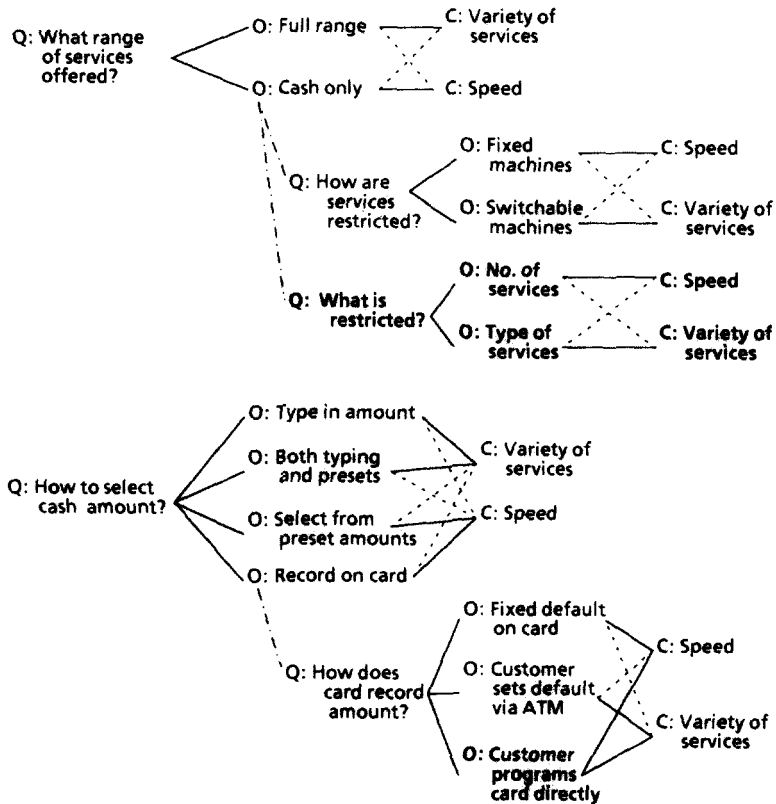 Q: What range
of services
offered?
O: Full range
C: Variety of
services
O: Cash only
C: Speed
Q: How are
services
restricted?
O: Fixed
machines
C: Speed
O: Switchable
machines
C: Variety of
services
Q: What is
restricted?
O: No. of
services
C: Speed
O: Type of
services
C: Variety of
services
Q: How to select
cash amount?
O: Type in amount
O: Both typing
and presets
C: Variety of
services
O: Select from
preset amounts
C: Speed
O: Record on card
Q: How does
card record
amount?
O: Fixed default
on card
C: Speed
O: Customer
sets default
via ATM
C: Variety of
services
O: Customer
programs
card directly